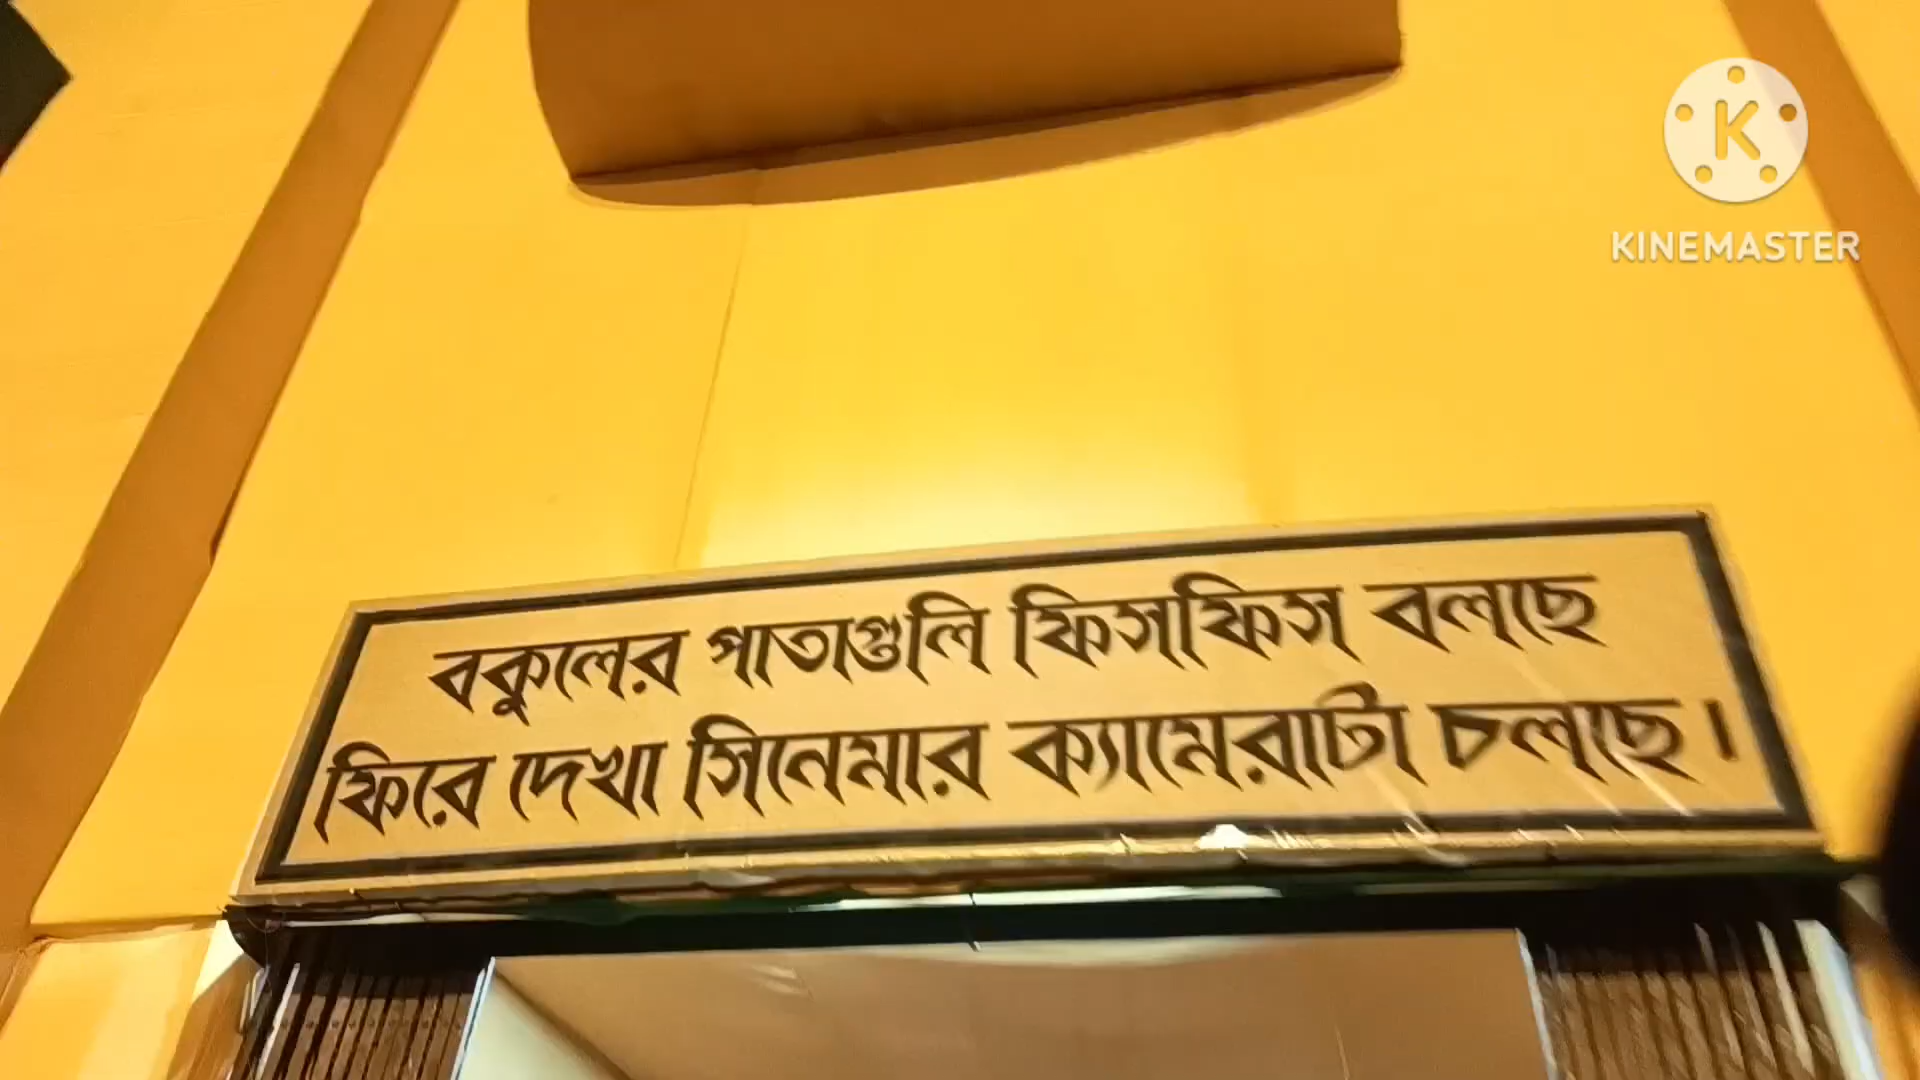 KINEMASTER
বকুলের পাতাগুলি ফিসফিস বলছে
ফিরে দেখা সিনেমার ক্যামেরাটা চলছে।